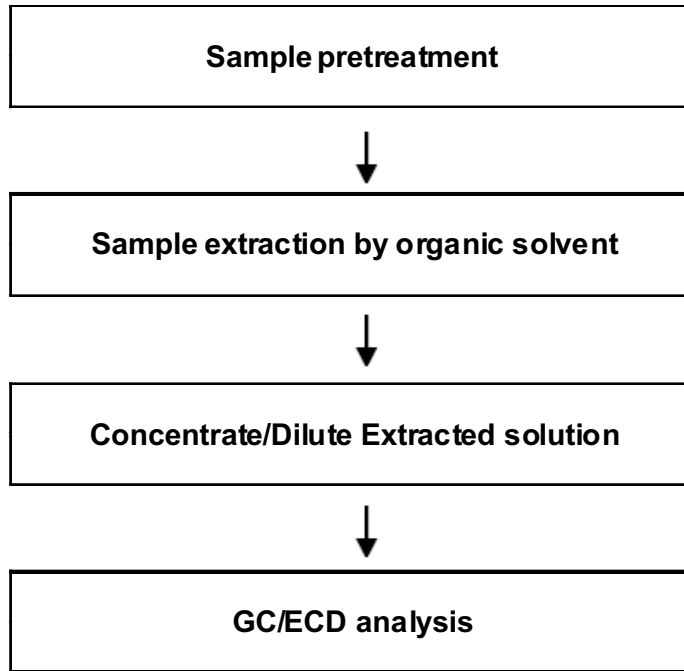 Sample pretreatment
Sample extraction by organic solvent
Concentrate/Dilute Extracted solution
GC/ECD analysis